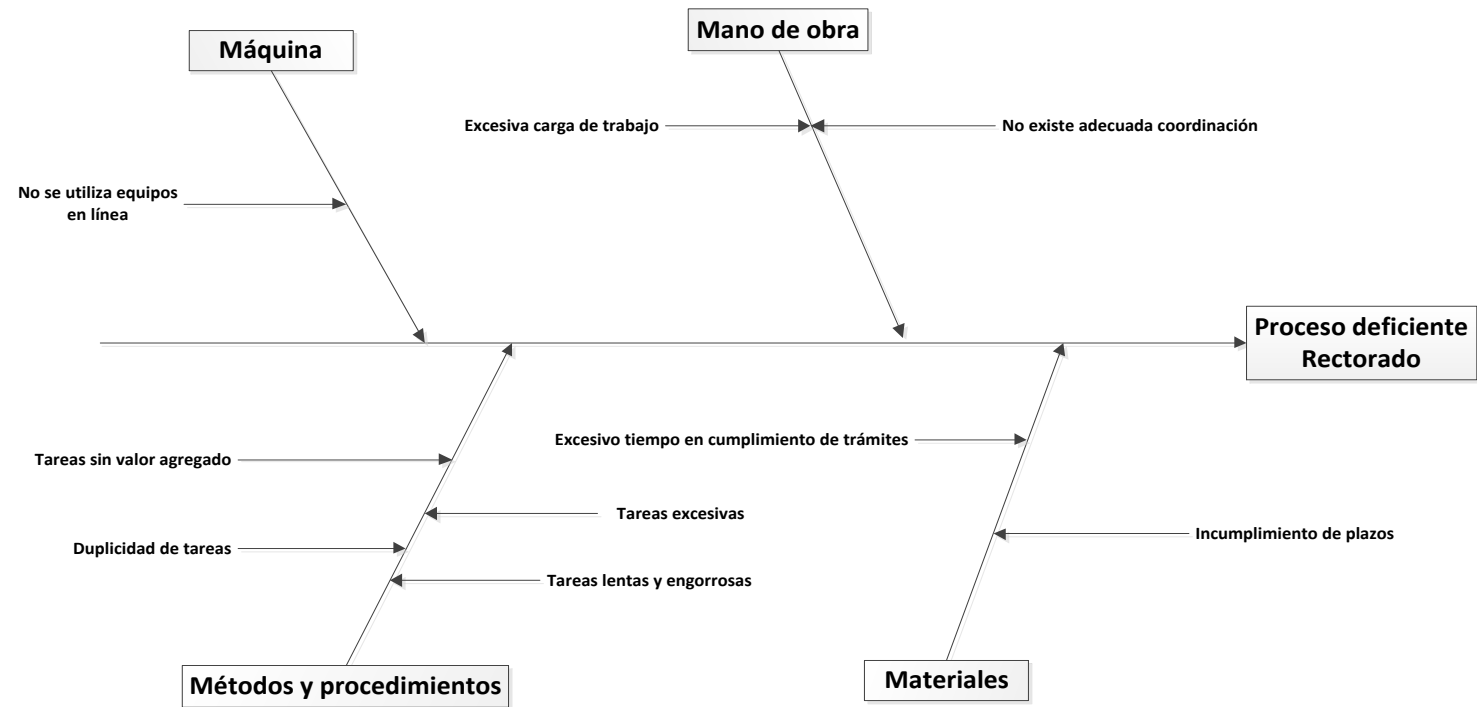 Mano de obra
Máquina
Excesiva carga de trabajo
No existe adecuada coordinación
No se utiliza equipos
en línea
Proceso deficiente
Rectorado
Excesivo tiempo en cumplimiento de trámites
Tareas sin valor agregado
Tareas excesivas
Incumplimiento de plazos
Duplicidad de tareas
Tareas lentas y engorrosas
Materiales
Métodos y procedimientos